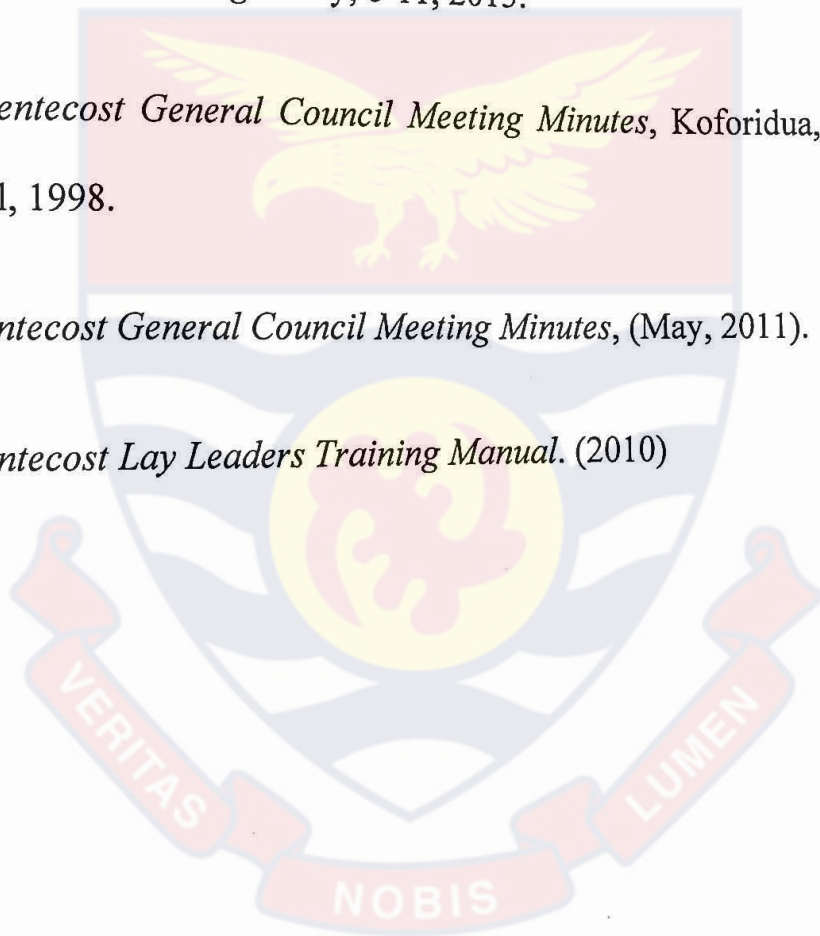 2015.
entecost General Council Meeting Minutes, Koforidua,
1998.
ntecost General Council Meeting Minutes, (May, 2011).
ntecost Lay Leaders Training Manual. (2010)
VERITAS
NOBIS
LUMEN